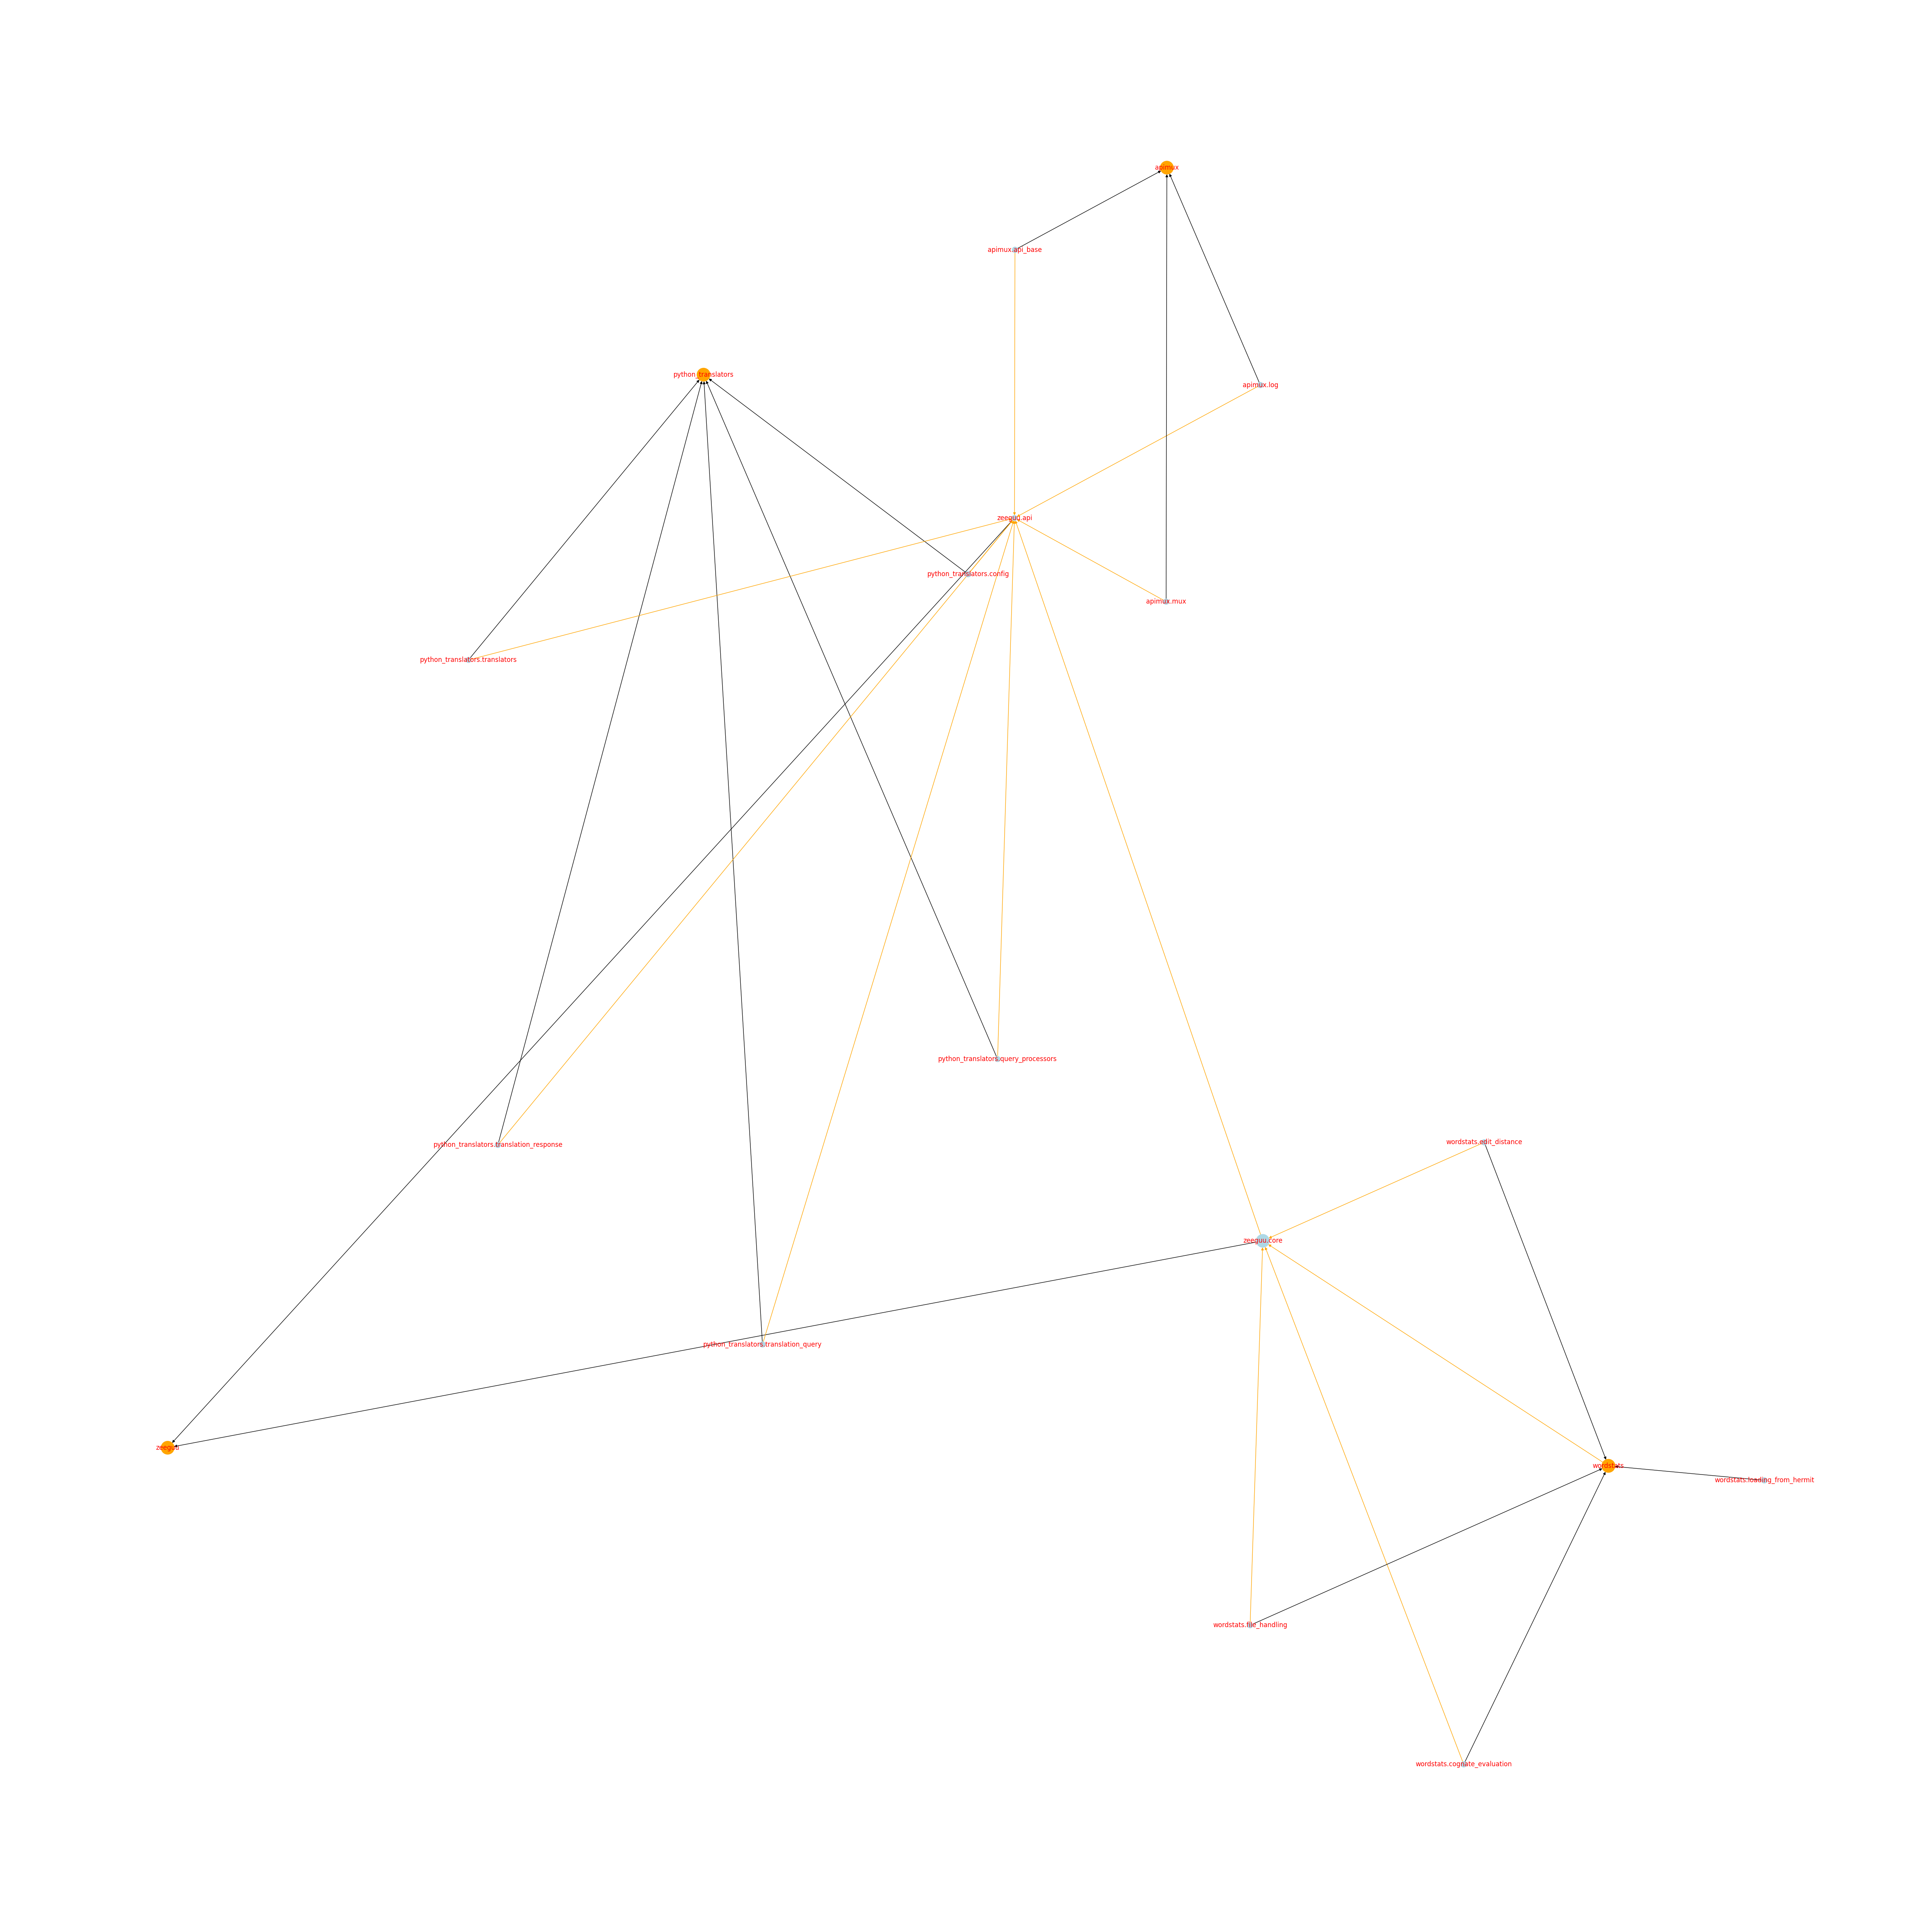 apimux
apimux.api_base
python_translators
apimux.log
zeeguu.api
python_translators.config
apimux.mux
python_translators.translators
python_translators.query_processors
wordstats.edit_distance
python_translators.translation_response
zeeguu.core
python_translators.translation_query
zeeguu
wordstats
wordstats.loading_from_hermit
wordstats.file_handling
wordstats.cognate_evaluation